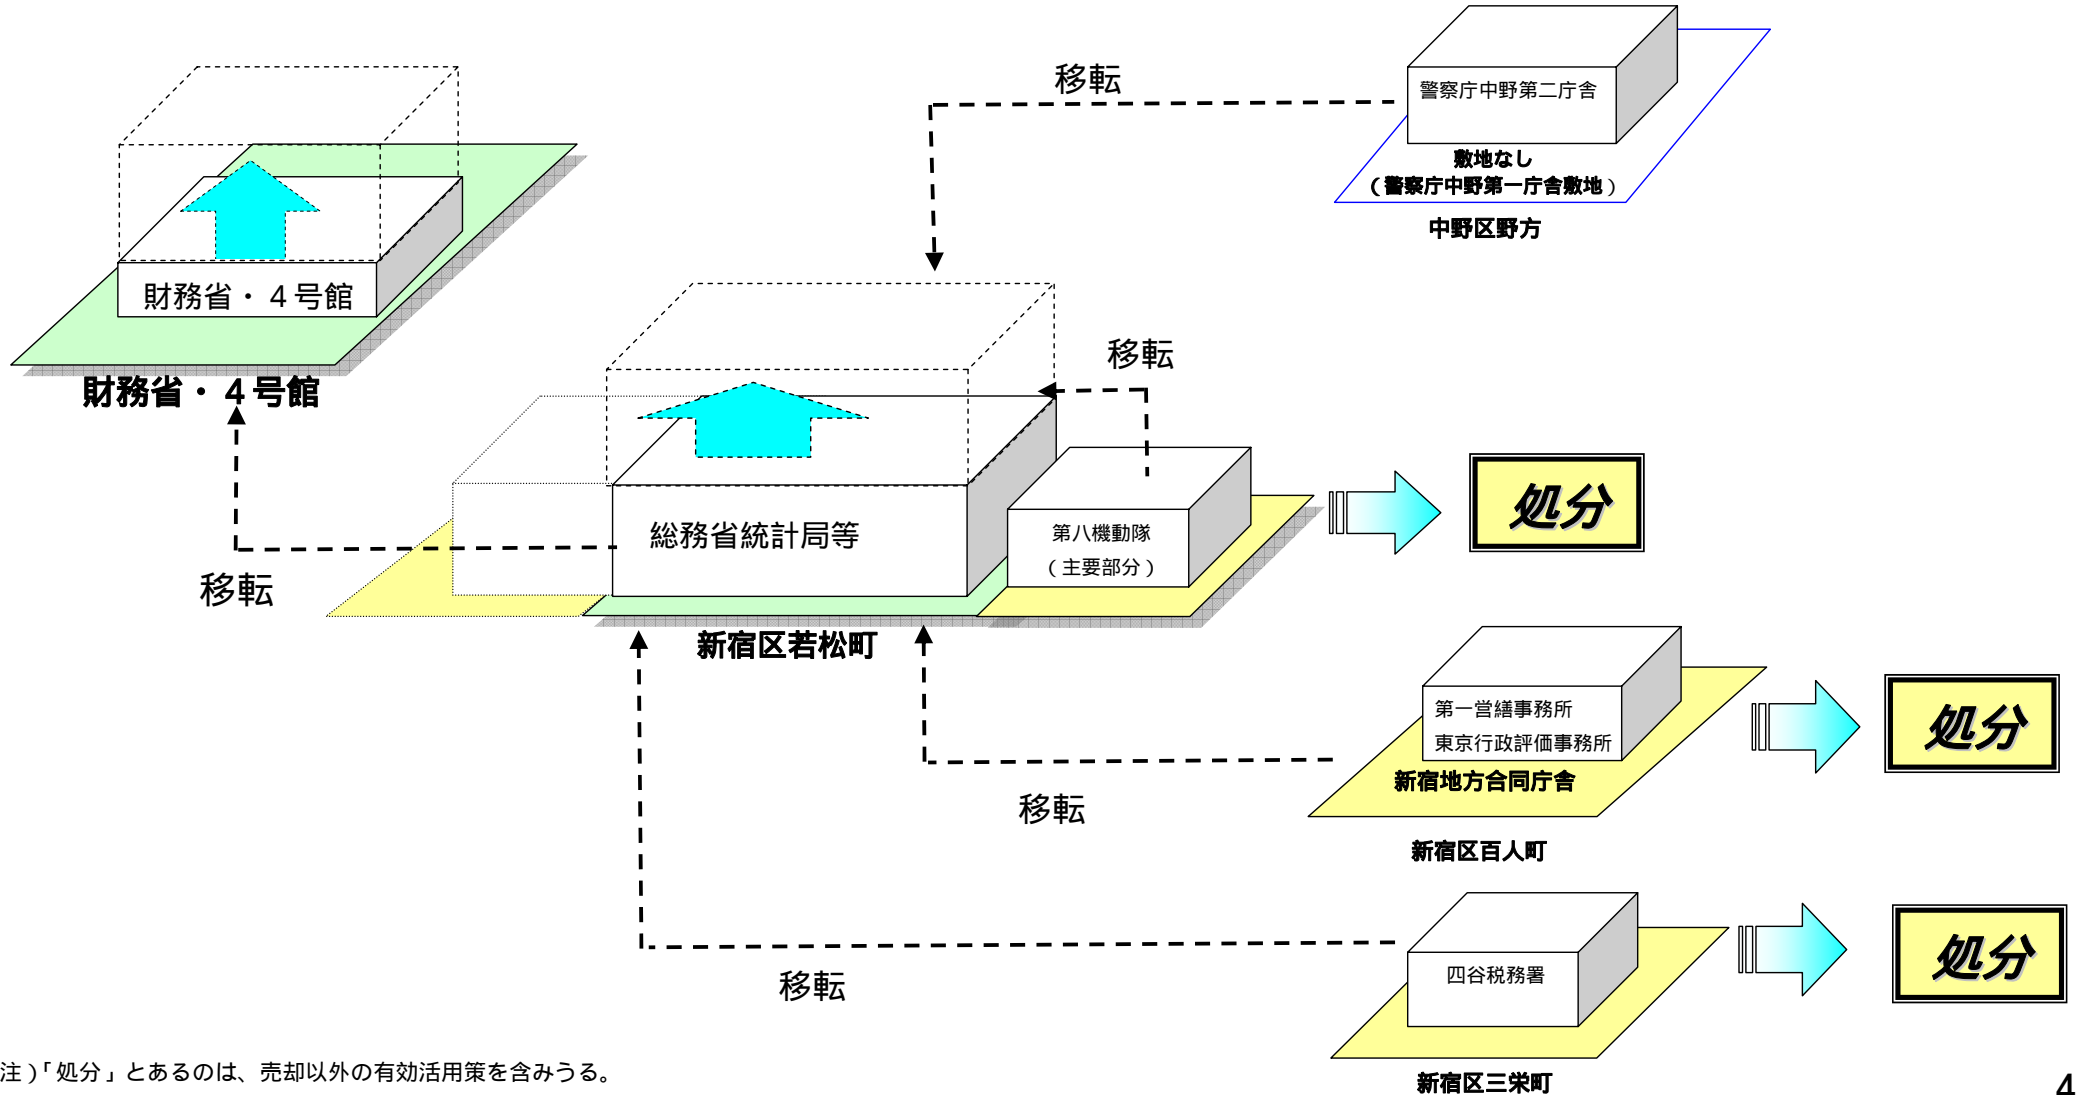 移転
警察庁中野第二庁舎
敷地なし
（警察庁中野第一庁舎敷地）
中野区野方
財務省・４号館
財務省・４号館
移転
移転
総務省統計局等
第八機動隊
（主要部分）
処分
新宿区若松町
第一営繕事務所
東京行政評価事務所
新宿地方合同庁舎
処分
移転
新宿区百人町
四谷税務署
処分
移転
新宿区三栄町
注）「処分」とあるのは、売却以外の有効活用策を含みうる。
4